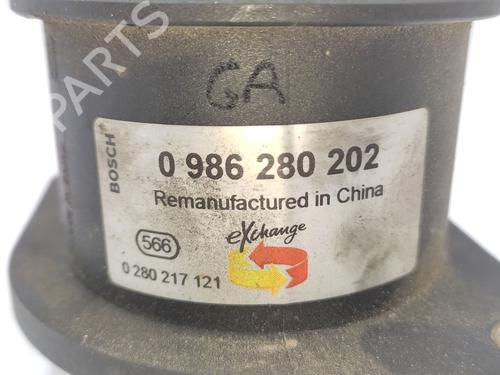 PARTS
GA
BOSCH
0 986 280 202
Remanufactured in China
566
eXchange
0 280 217 121